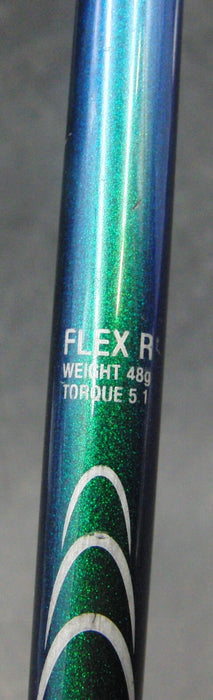 FLEX R
WEIGHT 48g
TORQUE 5.1